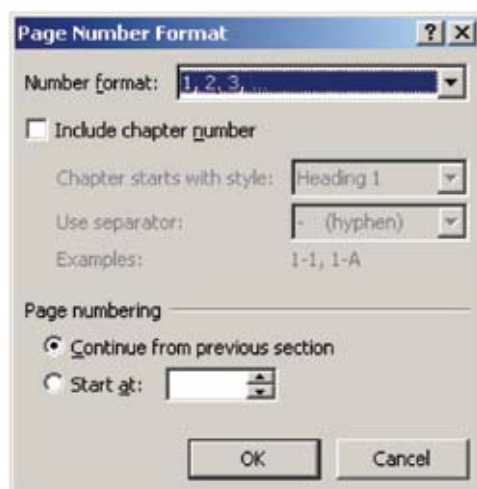 Page Number Format
Number format: 1, 2, 3, ...
Include chapter number
Chapter starts with style: Heading 1
Use separator: - (hyphen)
Examples: 1-1, 1-A
Page numbering
Continue from previous section
Start at:
OK Cancel